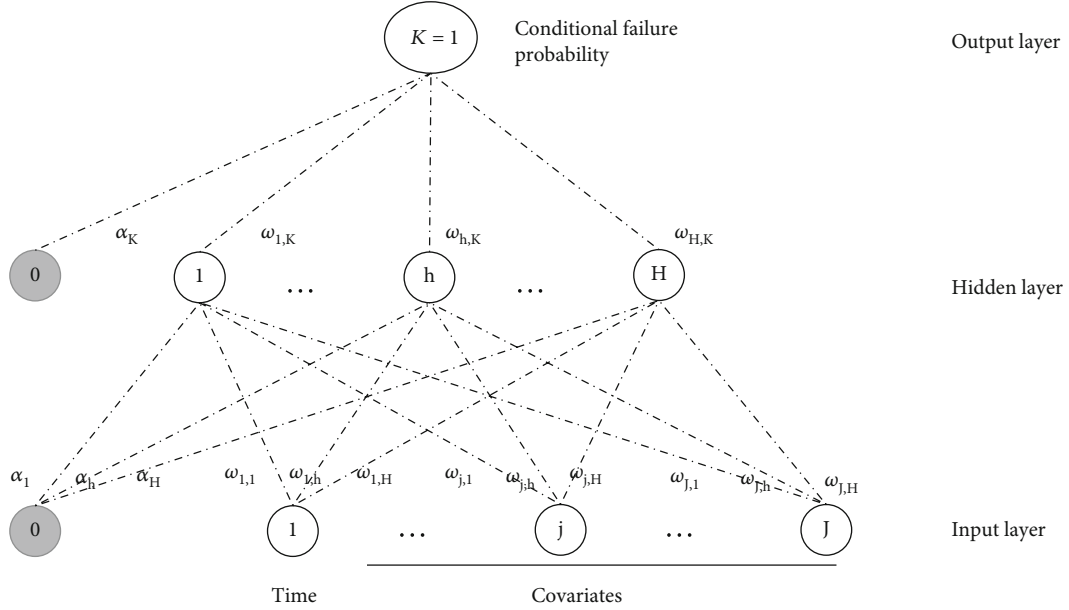 K = 1
Conditional failure
probability
Output layer
α_K
ω_1,K
ω_h,K
ω_H,K
0
1
...
h
...
H
Hidden layer
α_1
α_h
α_H
ω_1,1
ω_1,h
ω_1,H
ω_j,1
ω_j,h
ω_j,H
ω_J,1
ω_J,h
ω_J,H
0
1
...
j
...
J
Input layer
Time
Covariates